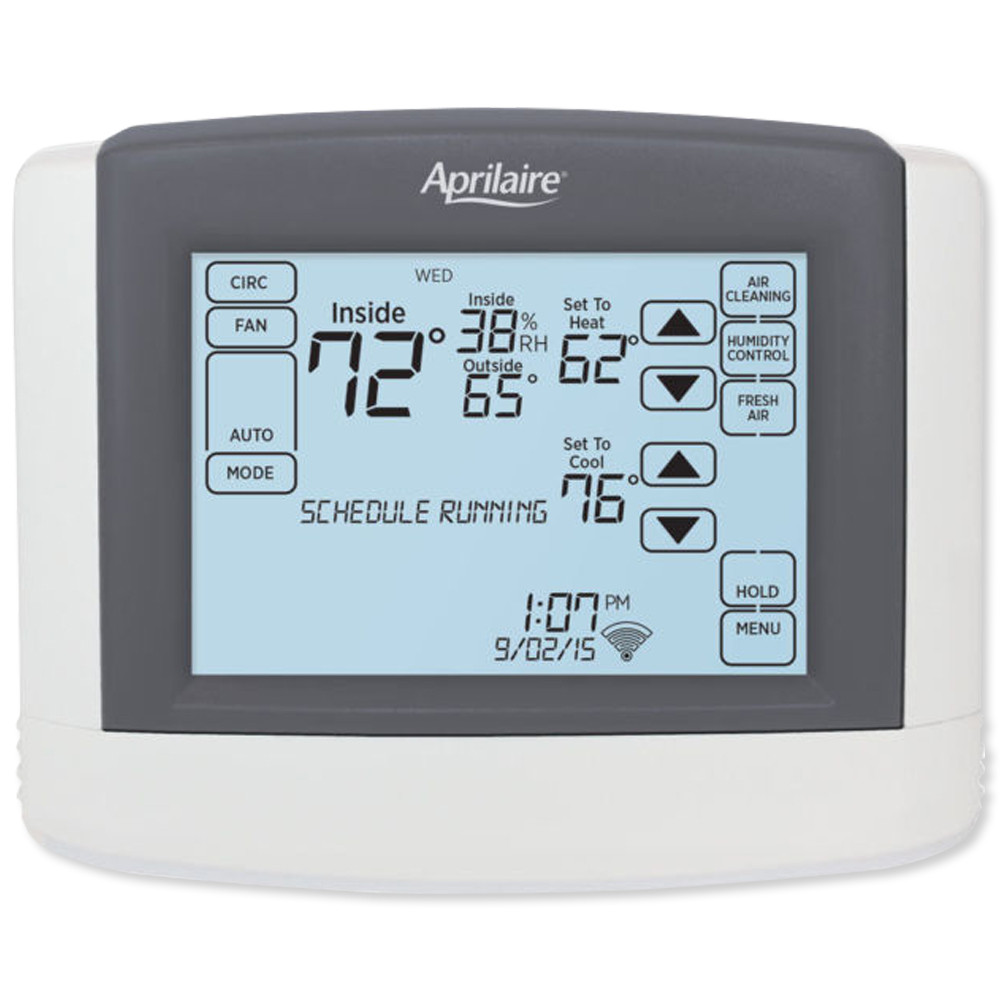 Aprilaire®
CIRC
FAN
AUTO
MODE
WED
Inside
72°
Inside
38% RH
Outside
65°
Set To
Heat
62°
Set To
Cool
76°
SCHEDULE RUNNING
1:07 PM
9/02/15
AIR
CLEANING
HUMIDITY
CONTROL
FRESH
AIR
HOLD
MENU